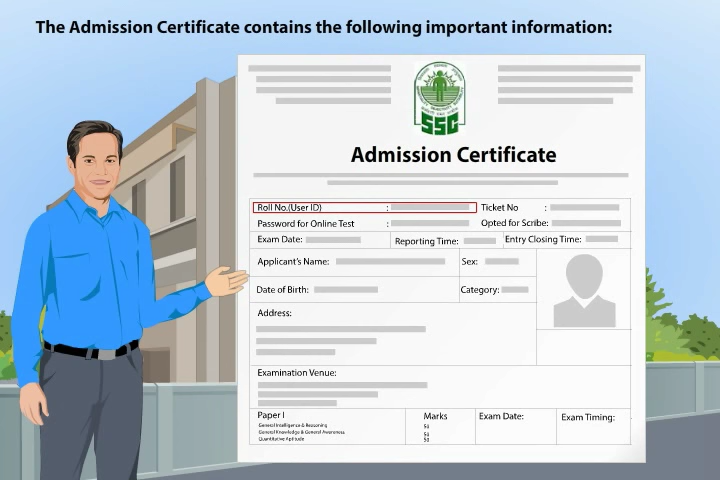 The Admission Certificate contains the following important information:
SSC
Admission Certificate
Roll No.(User ID) : Ticket No :
Password for Online Test : Opted for Scribe:
Exam Date: Reporting Time: Entry Closing Time:
Applicant's Name: Sex:
Date of Birth: Category:
Address:
Examination Venue:
Paper I Marks Exam Date: Exam Timing:
General Intelligence & Reasoning 50
General Knowledge & General Awareness 50
Quantitative Aptitude 50